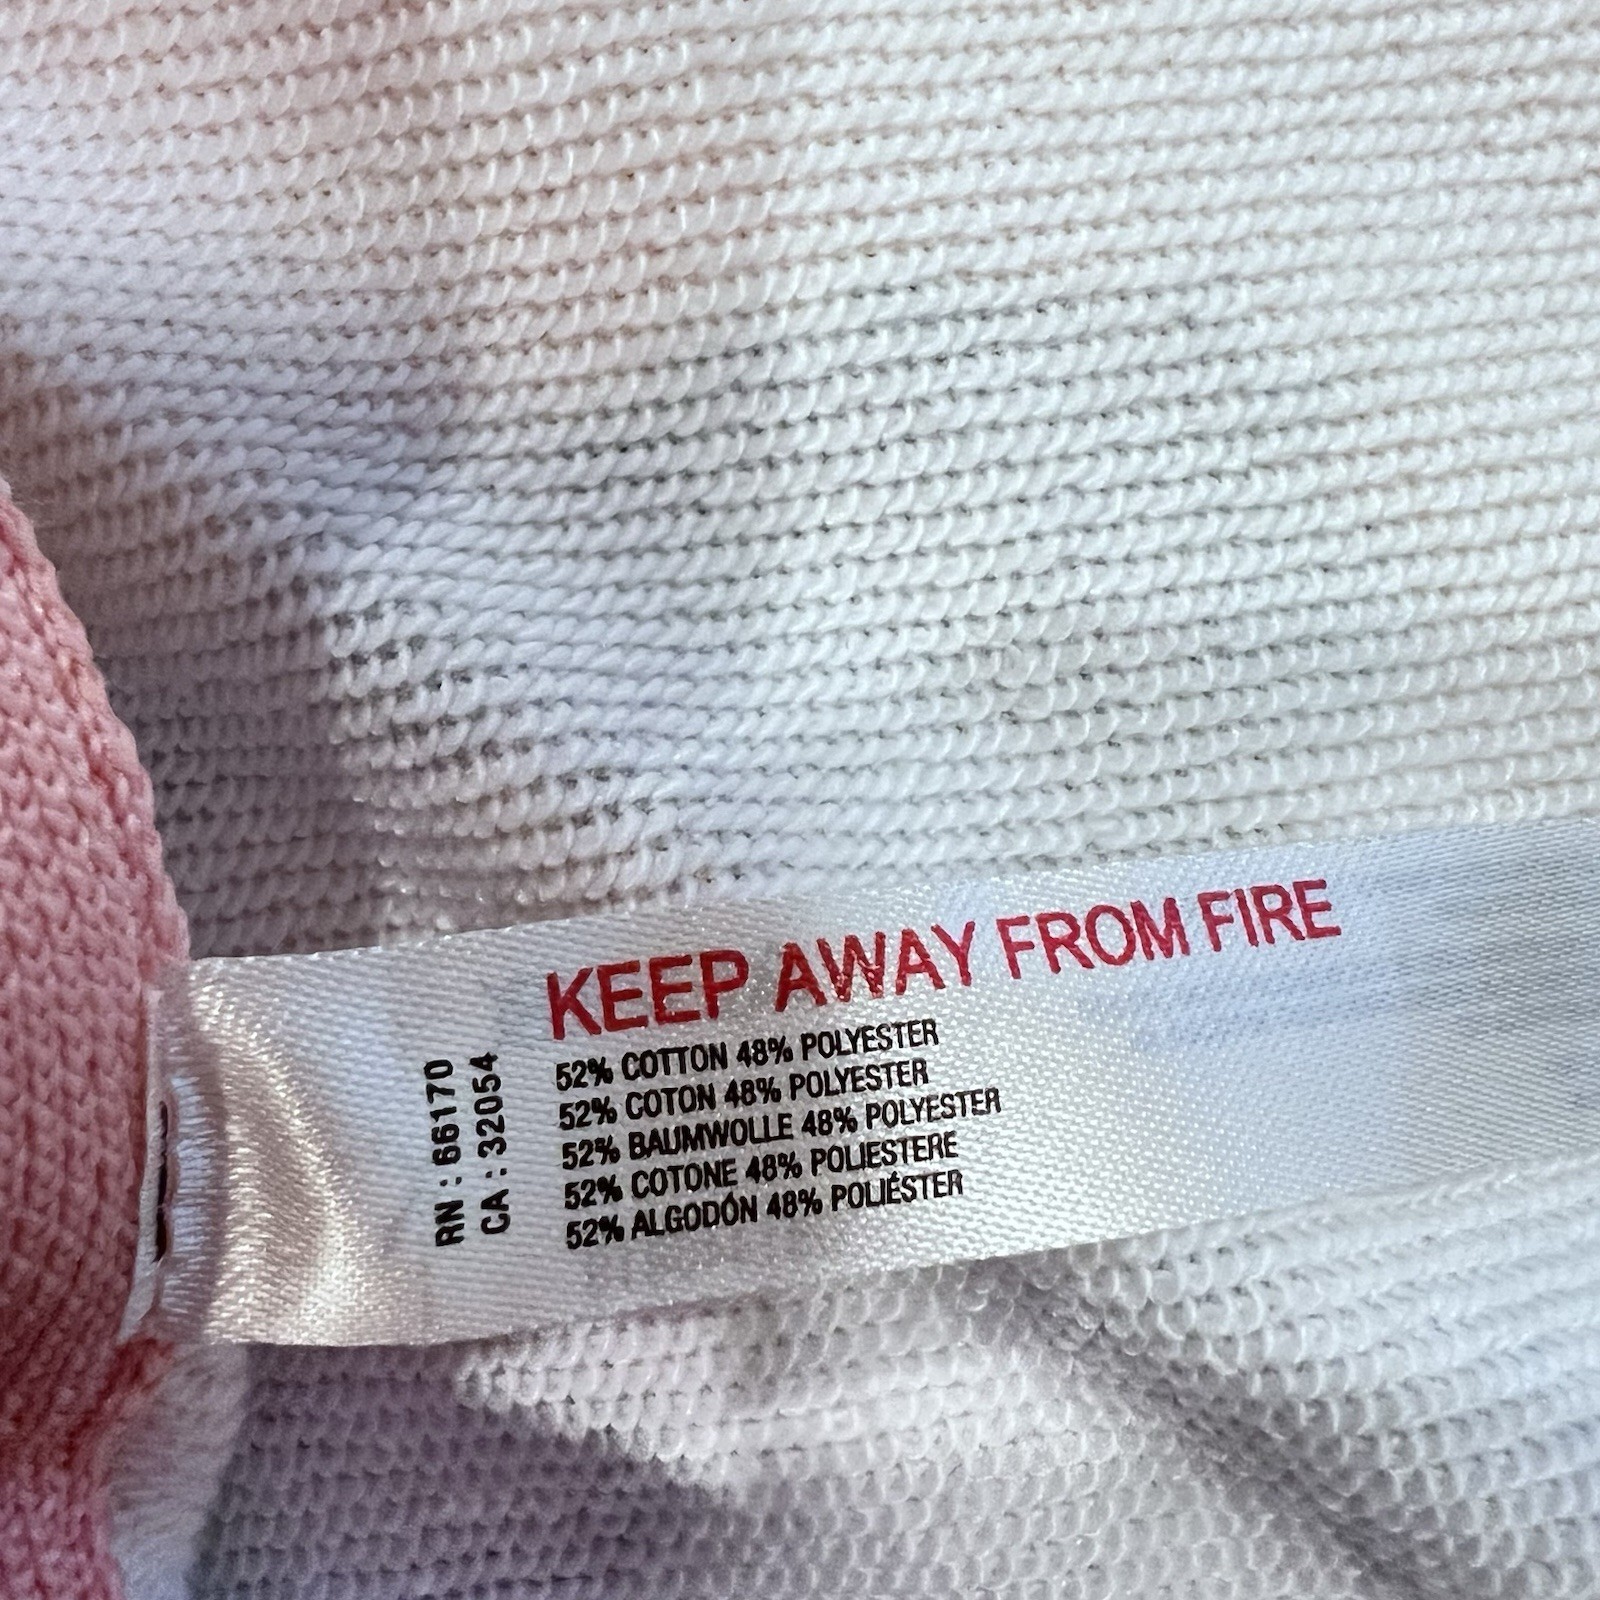 KEEP AWAY FROM FIRE
52% COTTON 48% POLYESTER
52% COTON 48% POLYESTER
52% BAUMWOLLE 48% POLYESTER
52% COTONE 48% POLIESTERE
52% ALGODÓN 48% POLIÉSTER
RN : 66170
CA : 32054